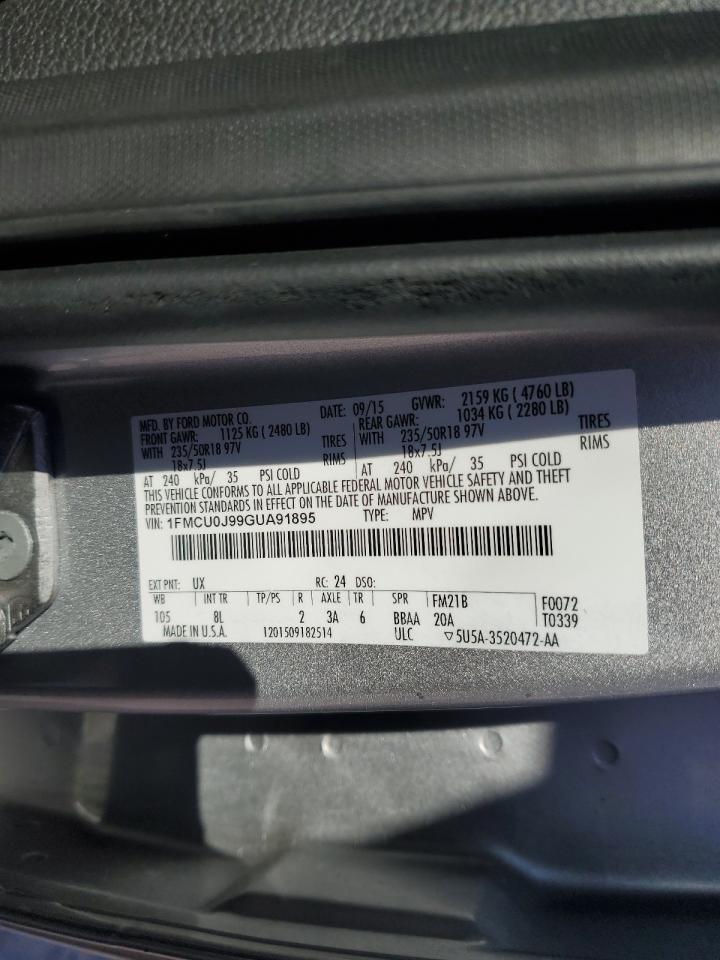 MFD. BY FORD MOTOR CO. DATE: 09/15 GVWR: 2159 KG ( 4760 LB)
FRONT GAWR: 1125 KG ( 2480 LB) REAR GAWR: 1034 KG ( 2280 LB)
WITH 235/50R18 97V TIRES WITH 235/50R18 97V TIRES
18x7.5J RIMS 18x7.5J RIMS
AT 240 kPa/ 35 PSI COLD AT 240 kPa/ 35 PSI COLD
THIS VEHICLE CONFORMS TO ALL APPLICABLE FEDERAL MOTOR VEHICLE SAFETY AND THEFT
PREVENTION STANDARDS IN EFFECT ON THE DATE OF MANUFACTURE SHOWN ABOVE.
VIN: 1FMCU0J99GUA91895 TYPE: MPV
EXT PNT: UX RC: 24 DSO:
WB INT TR TP/PS R AXLE TR SPR FM21B F0072
105 8L 2 3A 6 BBAA 20A T0339
MADE IN U.S.A. 1201509182514 ULC ▽5U5A-3520472-AA